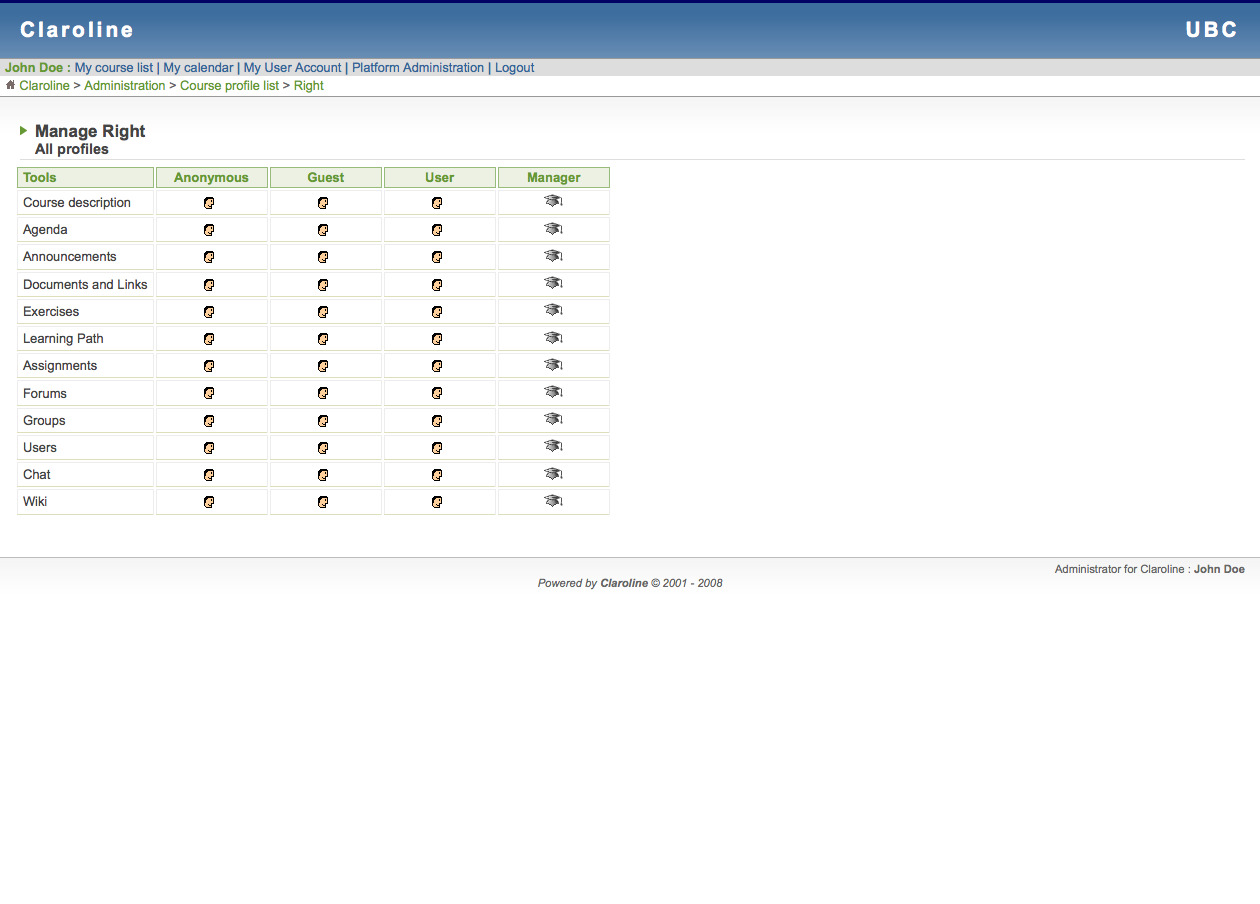 Claroline UBC
John Doe : My course list | My calendar | My User Account | Platform Administration | Logout
Claroline > Administration > Course profile list > Right
Manage Right
All profiles
Tools Anonymous Guest User Manager
Course description
Agenda
Announcements
Documents and Links
Exercises
Learning Path
Assignments
Forums
Groups
Users
Chat
Wiki
Administrator for Claroline : John Doe
Powered by Claroline © 2001 - 2008